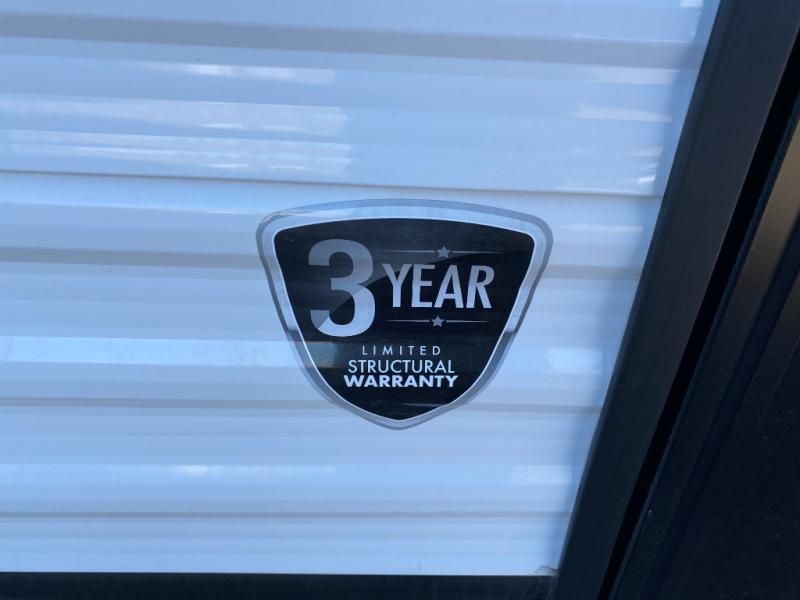 3 YEAR
LIMITED
STRUCTURAL
WARRANTY